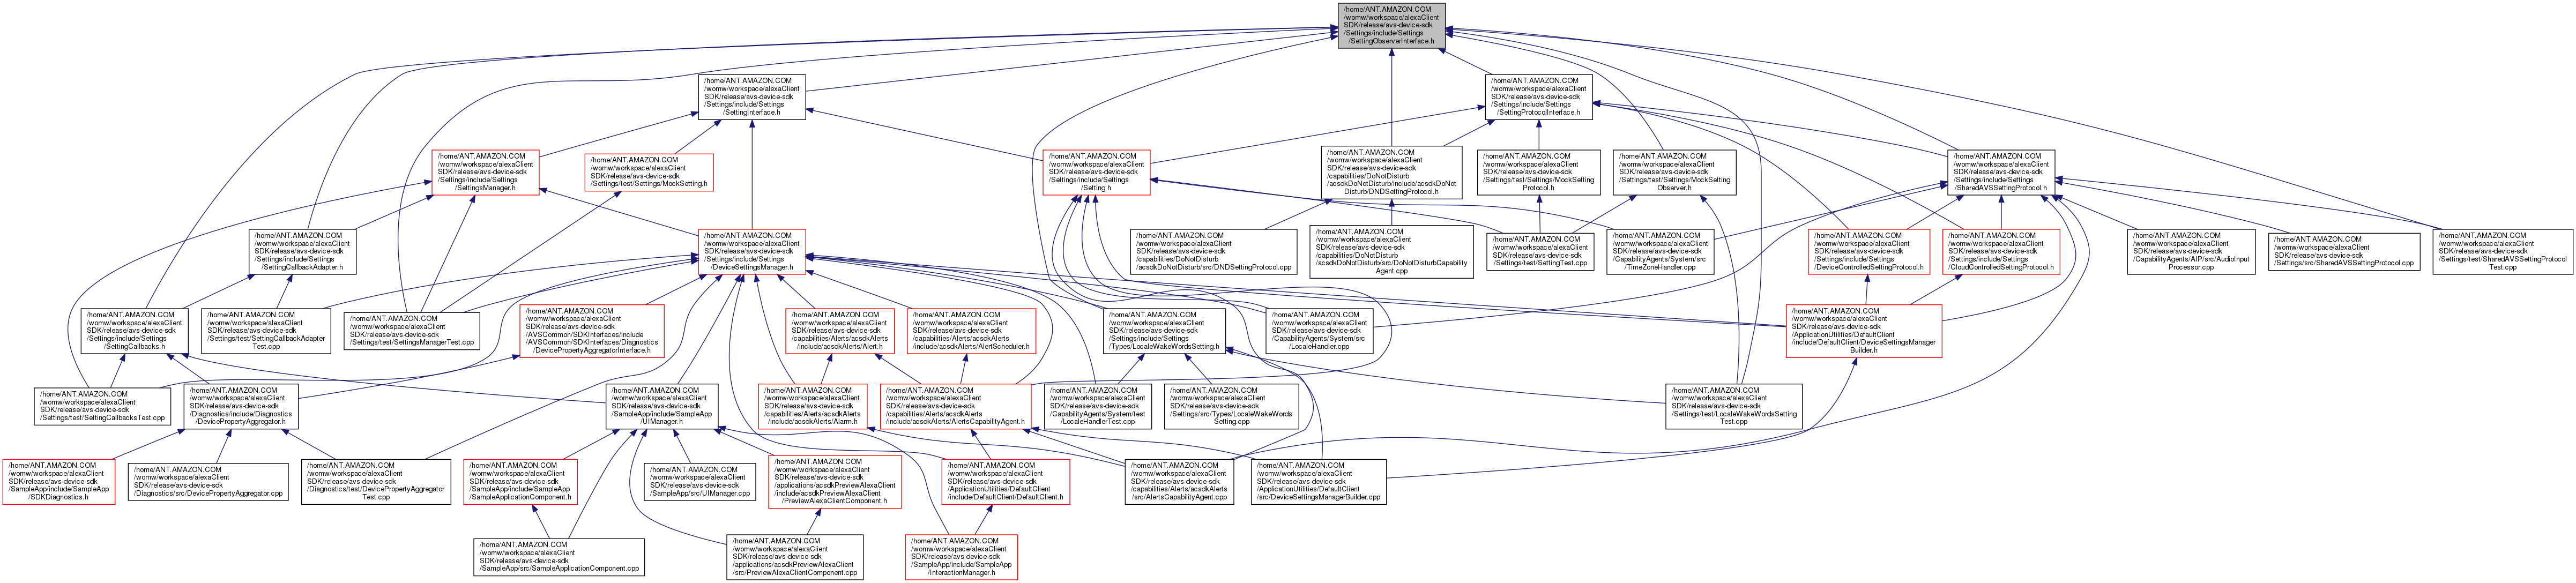 /home/ANT.AMAZON.COM
/womw/workspace/alexaClient
SDK/release/avs-device-sdk
/Settings/include/Settings
/SettingObserverInterface.h
/home/ANT.AMAZON.COM
/womw/workspace/alexaClient
SDK/release/avs-device-sdk
/Settings/include/Settings
/SettingInterface.h
/home/ANT.AMAZON.COM
/womw/workspace/alexaClient
SDK/release/avs-device-sdk
/Settings/include/Settings
/SettingProtocolInterface.h
/home/ANT.AMAZON.COM
/womw/workspace/alexaClient
SDK/release/avs-device-sdk
/Settings/include/Settings
/SettingsManager.h
/home/ANT.AMAZON.COM
/womw/workspace/alexaClient
SDK/release/avs-device-sdk
/Settings/test/Settings/MockSetting.h
/home/ANT.AMAZON.COM
/womw/workspace/alexaClient
SDK/release/avs-device-sdk
/Settings/include/Settings
/Setting.h
/home/ANT.AMAZON.COM
/womw/workspace/alexaClient
SDK/release/avs-device-sdk
/capabilities/DoNotDisturb
/acsdkDoNotDisturb/include/acsdkDoNot
Disturb/DNDSettingProtocol.h
/home/ANT.AMAZON.COM
/womw/workspace/alexaClient
SDK/release/avs-device-sdk
/Settings/test/Settings/MockSetting
Protocol.h
/home/ANT.AMAZON.COM
/womw/workspace/alexaClient
SDK/release/avs-device-sdk
/Settings/test/Settings/MockSetting
Observer.h
/home/ANT.AMAZON.COM
/womw/workspace/alexaClient
SDK/release/avs-device-sdk
/Settings/include/Settings
/SharedAVSSettingProtocol.h
/home/ANT.AMAZON.COM
/womw/workspace/alexaClient
SDK/release/avs-device-sdk
/Settings/include/Settings
/SettingCallbackAdapter.h
/home/ANT.AMAZON.COM
/womw/workspace/alexaClient
SDK/release/avs-device-sdk
/Settings/include/Settings
/DeviceSettingsManager.h
/home/ANT.AMAZON.COM
/womw/workspace/alexaClient
SDK/release/avs-device-sdk
/capabilities/DoNotDisturb
/acsdkDoNotDisturb/src/DNDSettingProtocol.cpp
/home/ANT.AMAZON.COM
/womw/workspace/alexaClient
SDK/release/avs-device-sdk
/capabilities/DoNotDisturb
/acsdkDoNotDisturb/src/DoNotDisturbCapability
Agent.cpp
/home/ANT.AMAZON.COM
/womw/workspace/alexaClient
SDK/release/avs-device-sdk
/Settings/test/SettingTest.cpp
/home/ANT.AMAZON.COM
/womw/workspace/alexaClient
SDK/release/avs-device-sdk
/CapabilityAgents/System/src
/TimeZoneHandler.cpp
/home/ANT.AMAZON.COM
/womw/workspace/alexaClient
SDK/release/avs-device-sdk
/Settings/include/Settings
/DeviceControlledSettingProtocol.h
/home/ANT.AMAZON.COM
/womw/workspace/alexaClient
SDK/release/avs-device-sdk
/Settings/include/Settings
/CloudControlledSettingProtocol.h
/home/ANT.AMAZON.COM
/womw/workspace/alexaClient
SDK/release/avs-device-sdk
/CapabilityAgents/AIP/src/AudioInput
Processor.cpp
/home/ANT.AMAZON.COM
/womw/workspace/alexaClient
SDK/release/avs-device-sdk
/Settings/src/SharedAVSSettingProtocol.cpp
/home/ANT.AMAZON.COM
/womw/workspace/alexaClient
SDK/release/avs-device-sdk
/Settings/test/SharedAVSSettingProtocol
Test.cpp
/home/ANT.AMAZON.COM
/womw/workspace/alexaClient
SDK/release/avs-device-sdk
/Settings/include/Settings
/SettingCallbacks.h
/home/ANT.AMAZON.COM
/womw/workspace/alexaClient
SDK/release/avs-device-sdk
/Settings/test/SettingCallbackAdapter
Test.cpp
/home/ANT.AMAZON.COM
/womw/workspace/alexaClient
SDK/release/avs-device-sdk
/Settings/test/SettingsManagerTest.cpp
/home/ANT.AMAZON.COM
/womw/workspace/alexaClient
SDK/release/avs-device-sdk
/AVSCommon/SDKInterfaces/include
/AVSCommon/SDKInterfaces/Diagnostics
/DevicePropertyAggregatorInterface.h
/home/ANT.AMAZON.COM
/womw/workspace/alexaClient
SDK/release/avs-device-sdk
/capabilities/Alerts/acsdkAlerts
/include/acsdkAlerts/Alert.h
/home/ANT.AMAZON.COM
/womw/workspace/alexaClient
SDK/release/avs-device-sdk
/capabilities/Alerts/acsdkAlerts
/include/acsdkAlerts/AlertScheduler.h
/home/ANT.AMAZON.COM
/womw/workspace/alexaClient
SDK/release/avs-device-sdk
/Settings/include/Settings
/Types/LocaleWakeWordsSetting.h
/home/ANT.AMAZON.COM
/womw/workspace/alexaClient
SDK/release/avs-device-sdk
/CapabilityAgents/System/src
/LocaleHandler.cpp
/home/ANT.AMAZON.COM
/womw/workspace/alexaClient
SDK/release/avs-device-sdk
/ApplicationUtilities/DefaultClient
/include/DefaultClient/DeviceSettingsManager
Builder.h
/home/ANT.AMAZON.COM
/womw/workspace/alexaClient
SDK/release/avs-device-sdk
/Settings/test/SettingCallbacksTest.cpp
/home/ANT.AMAZON.COM
/womw/workspace/alexaClient
SDK/release/avs-device-sdk
/Diagnostics/include/Diagnostics
/DevicePropertyAggregator.h
/home/ANT.AMAZON.COM
/womw/workspace/alexaClient
SDK/release/avs-device-sdk
/SampleApp/include/SampleApp
/UIManager.h
/home/ANT.AMAZON.COM
/womw/workspace/alexaClient
SDK/release/avs-device-sdk
/capabilities/Alerts/acsdkAlerts
/include/acsdkAlerts/Alarm.h
/home/ANT.AMAZON.COM
/womw/workspace/alexaClient
SDK/release/avs-device-sdk
/capabilities/Alerts/acsdkAlerts
/include/acsdkAlerts/AlertsCapabilityAgent.h
/home/ANT.AMAZON.COM
/womw/workspace/alexaClient
SDK/release/avs-device-sdk
/CapabilityAgents/System/test
/LocaleHandlerTest.cpp
/home/ANT.AMAZON.COM
/womw/workspace/alexaClient
SDK/release/avs-device-sdk
/Settings/src/Types/LocaleWakeWords
Setting.cpp
/home/ANT.AMAZON.COM
/womw/workspace/alexaClient
SDK/release/avs-device-sdk
/Settings/test/LocaleWakeWordsSetting
Test.cpp
/home/ANT.AMAZON.COM
/womw/workspace/alexaClient
SDK/release/avs-device-sdk
/SampleApp/include/SampleApp
/SDKDiagnostics.h
/home/ANT.AMAZON.COM
/womw/workspace/alexaClient
SDK/release/avs-device-sdk
/Diagnostics/src/DevicePropertyAggregator.cpp
/home/ANT.AMAZON.COM
/womw/workspace/alexaClient
SDK/release/avs-device-sdk
/Diagnostics/test/DevicePropertyAggregator
Test.cpp
/home/ANT.AMAZON.COM
/womw/workspace/alexaClient
SDK/release/avs-device-sdk
/SampleApp/include/SampleApp
/SampleApplicationComponent.h
/home/ANT.AMAZON.COM
/womw/workspace/alexaClient
SDK/release/avs-device-sdk
/SampleApp/src/UIManager.cpp
/home/ANT.AMAZON.COM
/womw/workspace/alexaClient
SDK/release/avs-device-sdk
/applications/acsdkPreviewAlexaClient
/include/acsdkPreviewAlexaClient
/PreviewAlexaClientComponent.h
/home/ANT.AMAZON.COM
/womw/workspace/alexaClient
SDK/release/avs-device-sdk
/ApplicationUtilities/DefaultClient
/include/DefaultClient/DefaultClient.h
/home/ANT.AMAZON.COM
/womw/workspace/alexaClient
SDK/release/avs-device-sdk
/capabilities/Alerts/acsdkAlerts
/src/AlertsCapabilityAgent.cpp
/home/ANT.AMAZON.COM
/womw/workspace/alexaClient
SDK/release/avs-device-sdk
/ApplicationUtilities/DefaultClient
/src/DeviceSettingsManagerBuilder.cpp
/home/ANT.AMAZON.COM
/womw/workspace/alexaClient
SDK/release/avs-device-sdk
/SampleApp/src/SampleApplicationComponent.cpp
/home/ANT.AMAZON.COM
/womw/workspace/alexaClient
SDK/release/avs-device-sdk
/applications/acsdkPreviewAlexaClient
/src/PreviewAlexaClientComponent.cpp
/home/ANT.AMAZON.COM
/womw/workspace/alexaClient
SDK/release/avs-device-sdk
/SampleApp/include/SampleApp
/InteractionManager.h